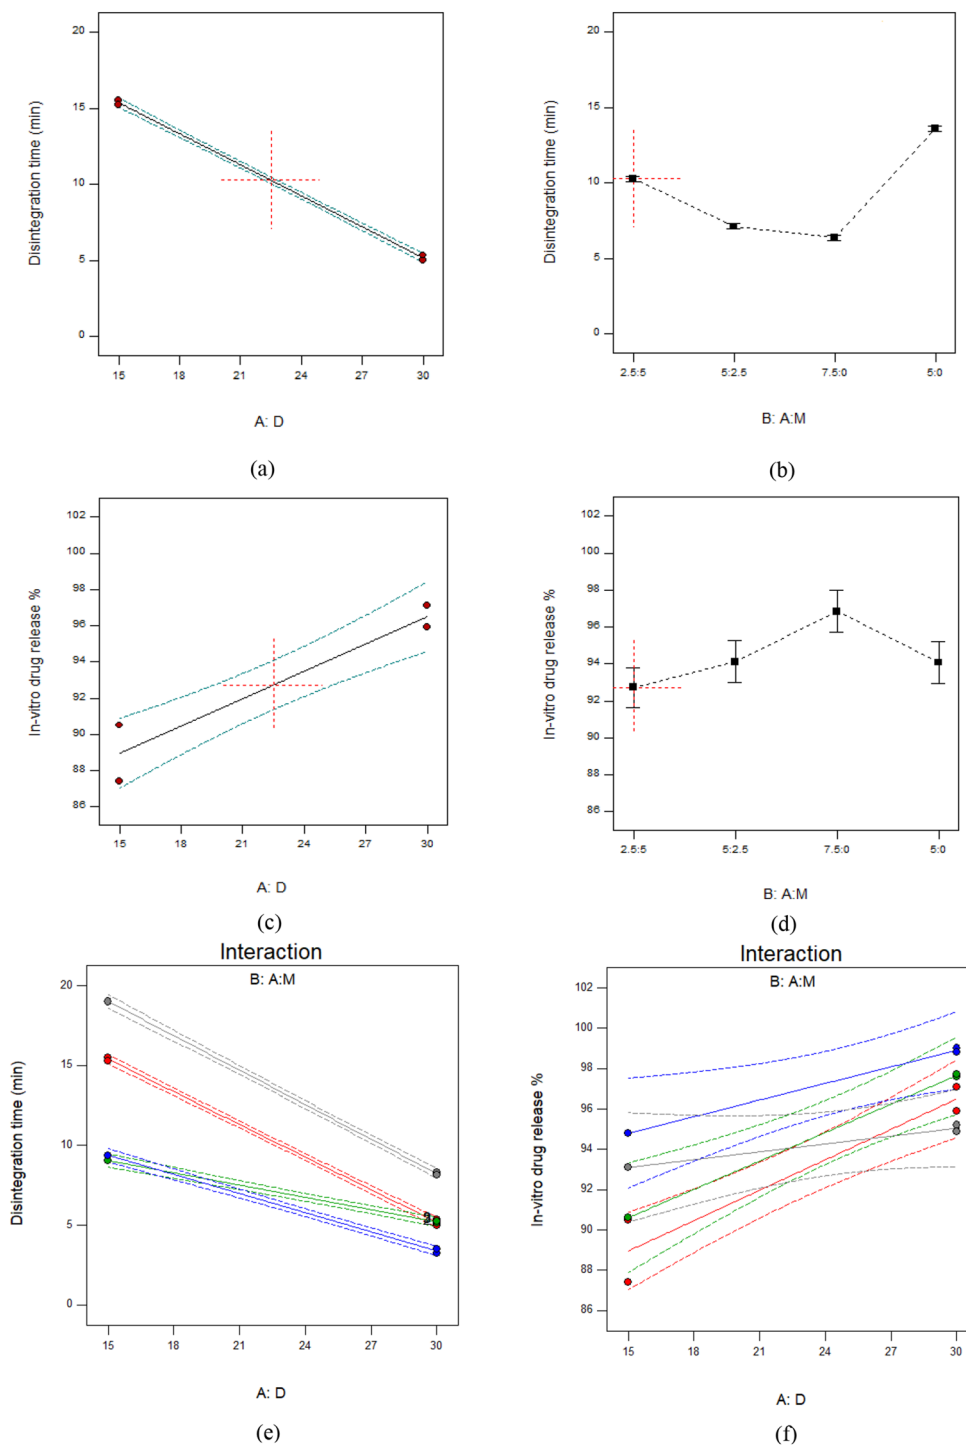 20
15
10
5
0
Disintegration time (min)
15 18 21 24 27 30
A: D
(a)
20
15
10
5
0
Disintegration time (min)
2.5:5 5:2.5 7.5:0 5:0
B: A:M
(b)
102
100
98
96
94
92
90
88
86
In-vitro drug release %
15 18 21 24 27 30
A: D
(c)
102
100
98
96
94
92
90
88
86
In-vitro drug release %
2.5:5 5:2.5 7.5:0 5:0
B: A:M
(d)
Interaction
B: A:M
20
15
10
5
0
Disintegration time (min)
15 18 21 24 27 30
A: D
(e)
Interaction
B: A:M
102
100
98
96
94
92
90
88
86
In-vitro drug release %
15 18 21 24 27 30
A: D
(f)